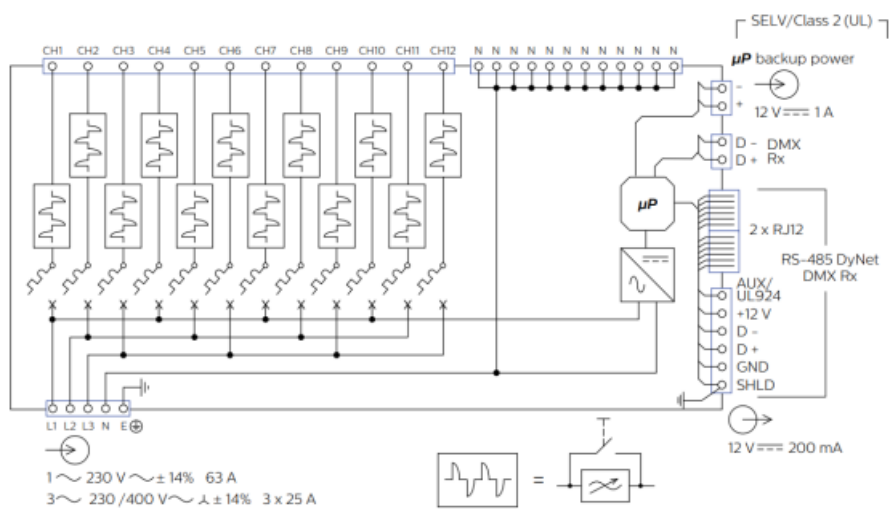 SELV/Class 2 (UL)
CH1 CH2 CH3 CH4 CH5 CH6 CH7 CH8 CH9 CH10 CH11 CH12 N N N N N N N N N N N N
µP backup power
-
+
12 V 1 A
D - DMX
D + Rx
µP
2 x RJ12
RS-485 DyNet
DMX Rx
AUX/
UL924
+12 V
D -
D +
GND
SHLD
L1 L2 L3 N E
12 V 200 mA
1 ~ 230 V ~ ± 14% 63 A
3 ~ 230 /400 V ~ ⅄ ± 14% 3 x 25 A
=